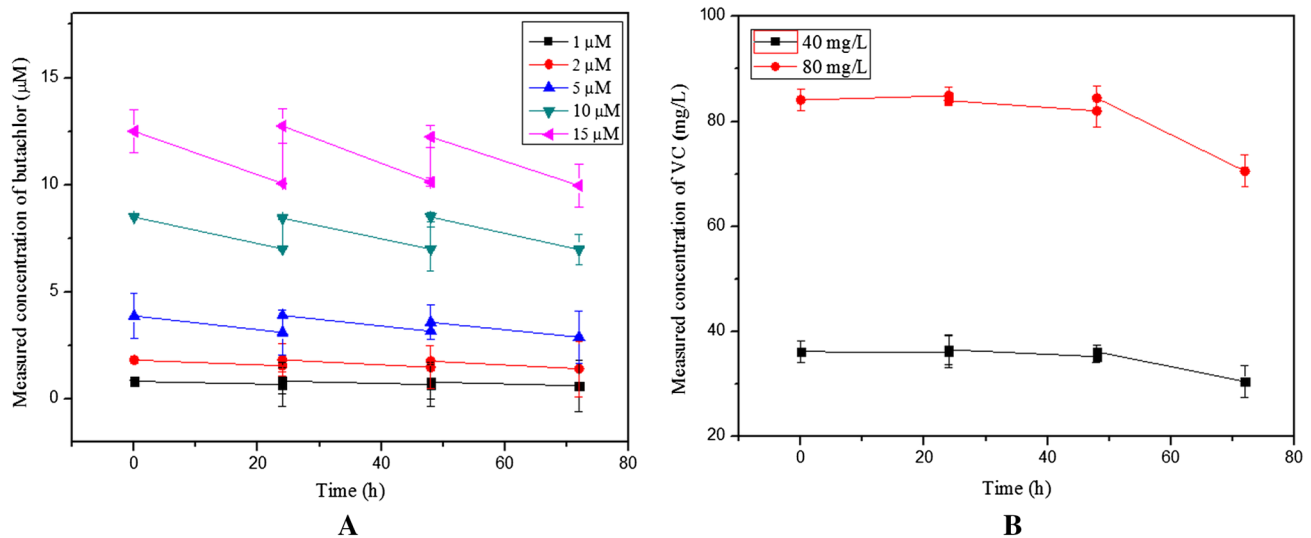 Measured concentration of butachlor (μM)
15
10
5
0
1 μM
2 μM
5 μM
10 μM
15 μM
0
20
40
60
80
Time (h)
A
Measured concentration of VC (mg/L)
100
80
60
40
20
40 mg/L
80 mg/L
0
20
40
60
80
Time (h)
B